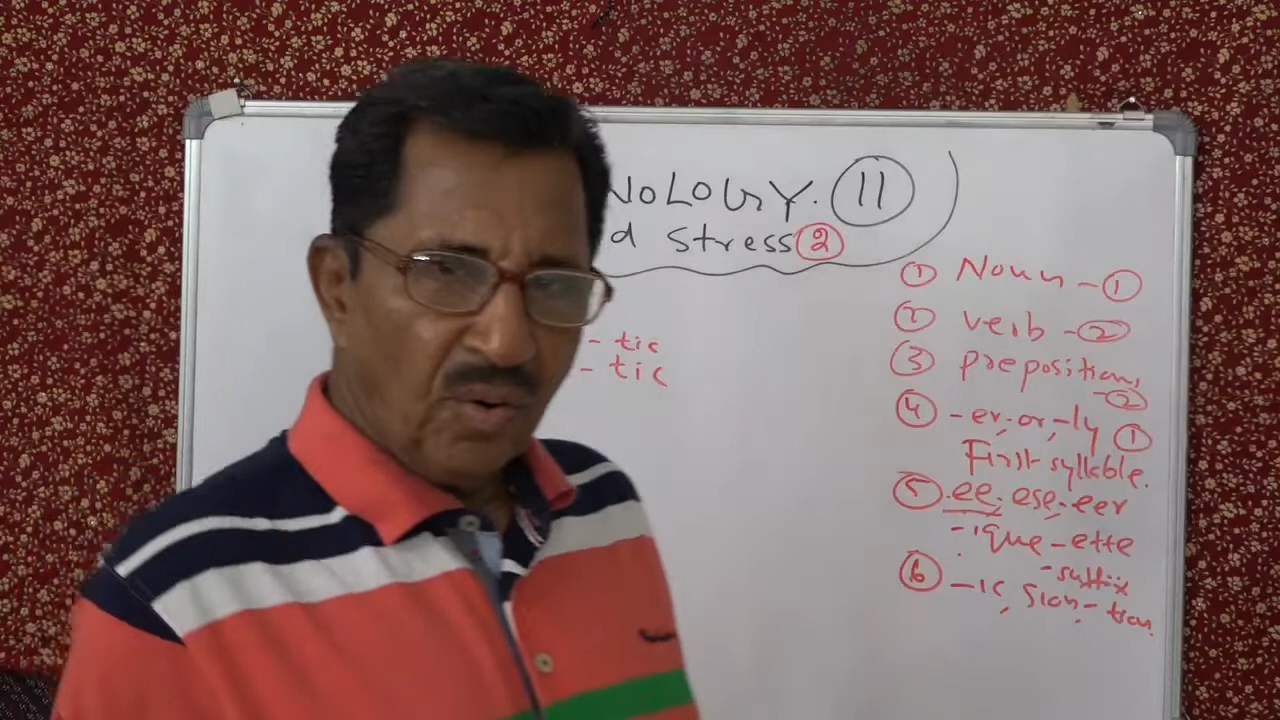 NOLOGY. 11
d stress 2
- tic
- tic
① Noun - ①
② verb - ②
③ prepositions
- ②
④ -er, or, -ly ①
First syllable.
⑤ -ee, ese, -eer
- ique - ette
- suffix
⑥ -ic, sion - tion